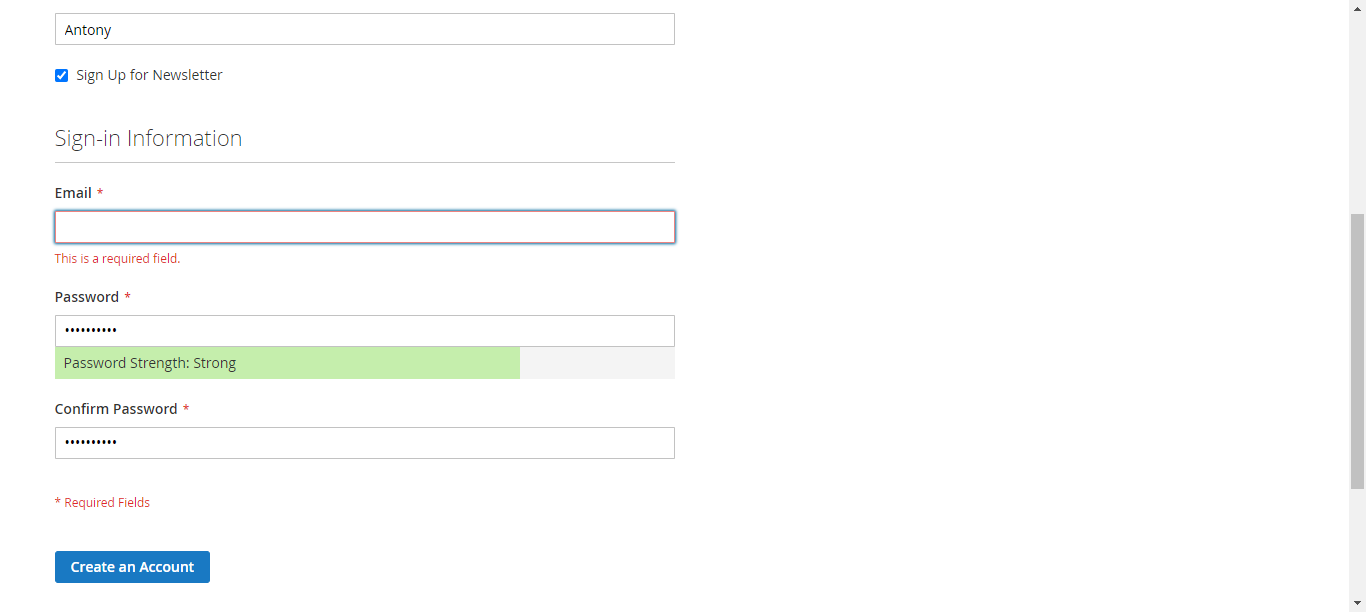 Antony
Sign Up for Newsletter
Sign-in Information
Email *
This is a required field.
Password *
••••••••••
Password Strength: Strong
Confirm Password *
••••••••••
* Required Fields
Create an Account